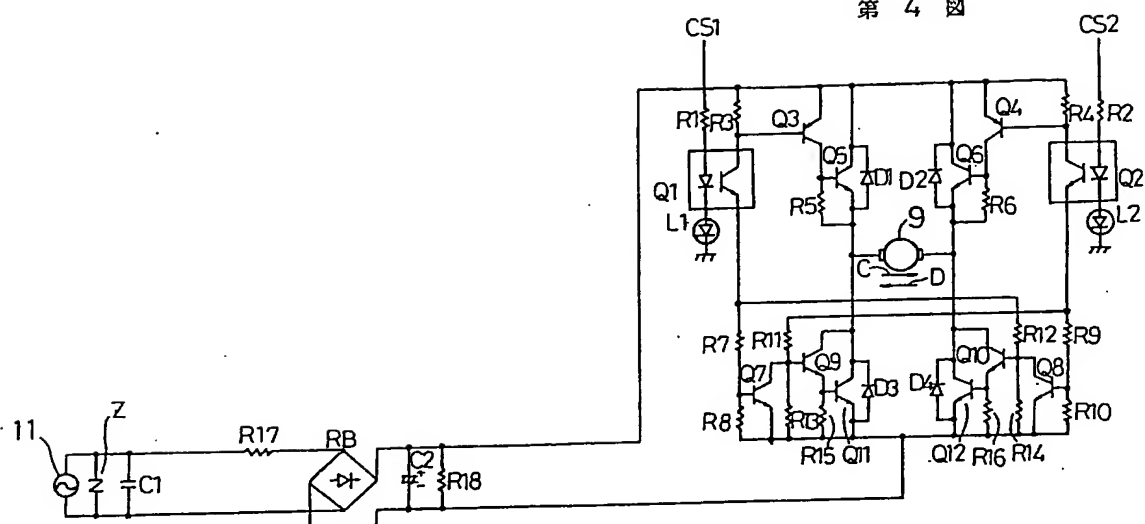 第 4 図
CS1
CS2
R1
R3
Q3
Q4
R4
R2
Q5
Q6
D1
D2
Q1
Q2
R5
R6
L1
L2
9
C
D
R7
R11
R12
R9
Q9
Q10
Q7
Q8
D3
D4
R8
R13
R10
R15
Q11
Q12
R16
R14
11
Z
R17
RB
C1
C2
+
-
R18